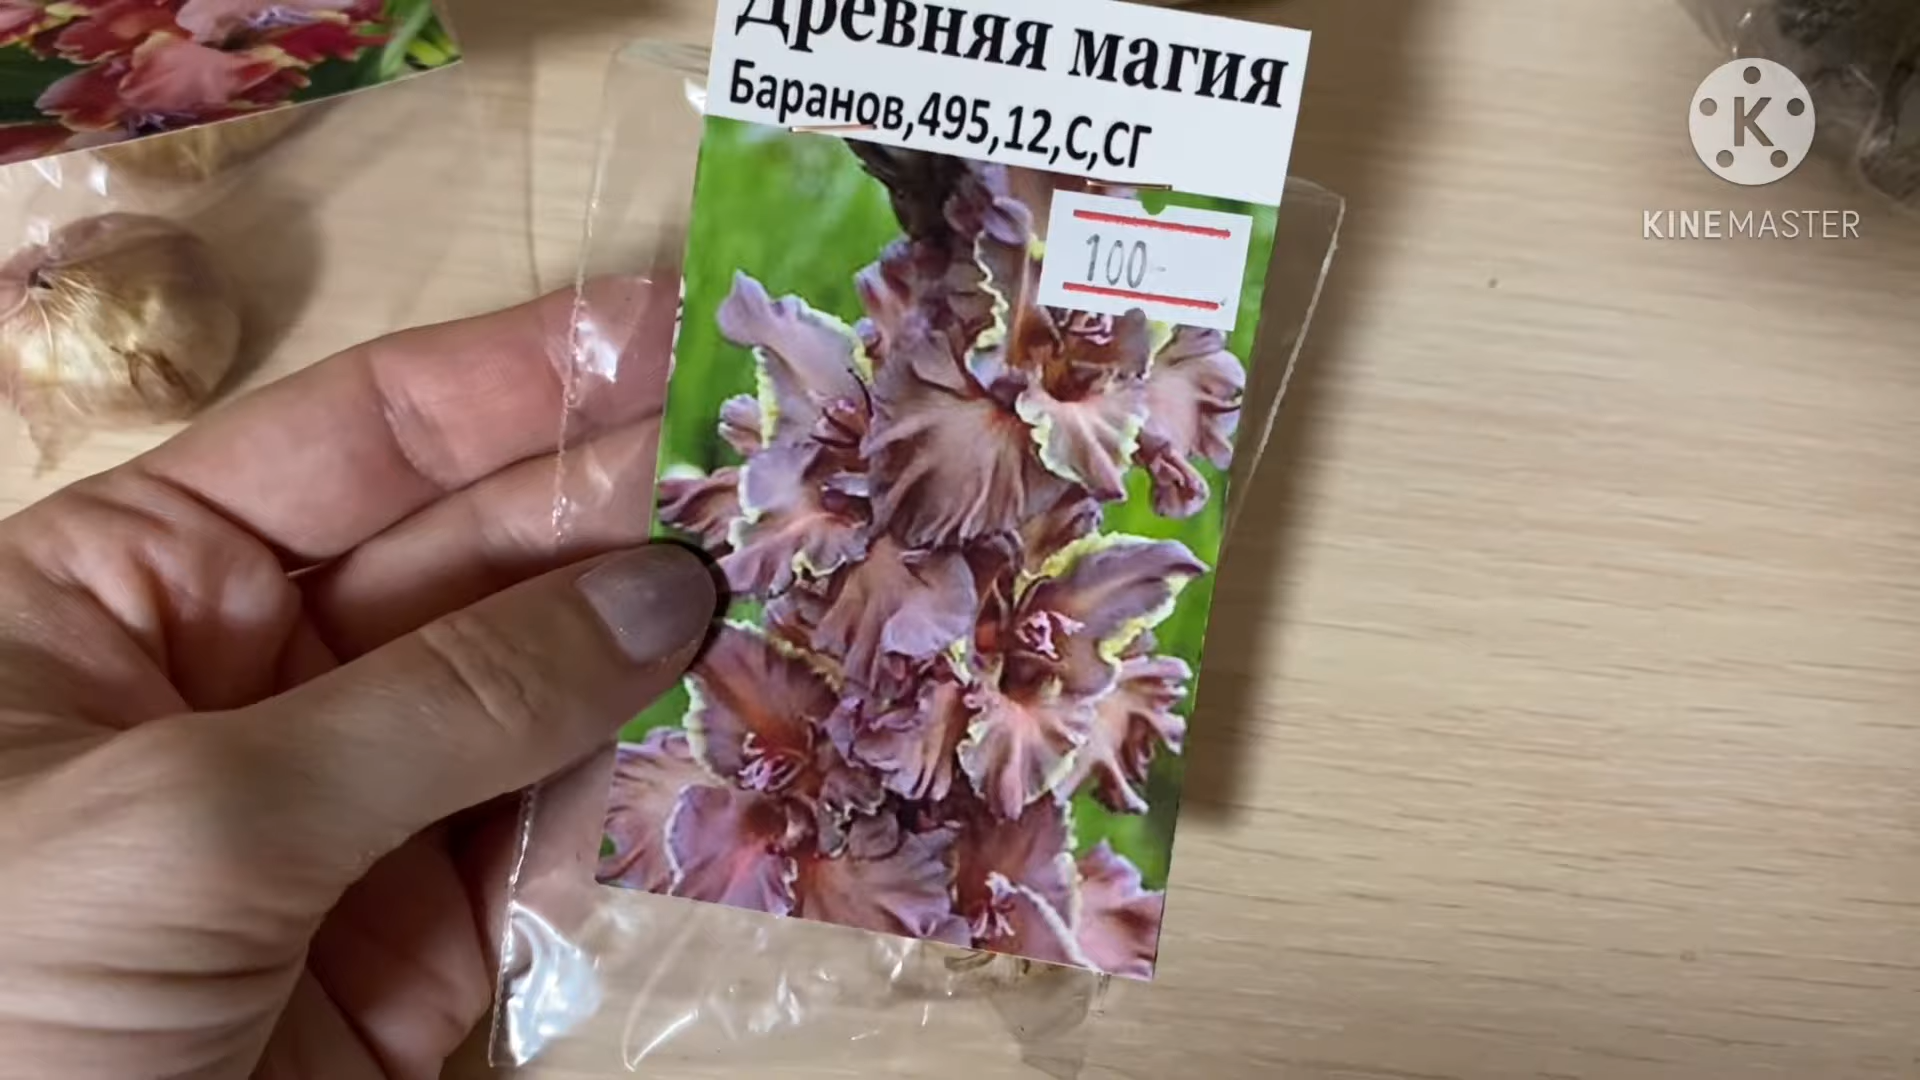 Древняя магия
Баранов,495,12,С,СГ
100-
K
KINEMASTER